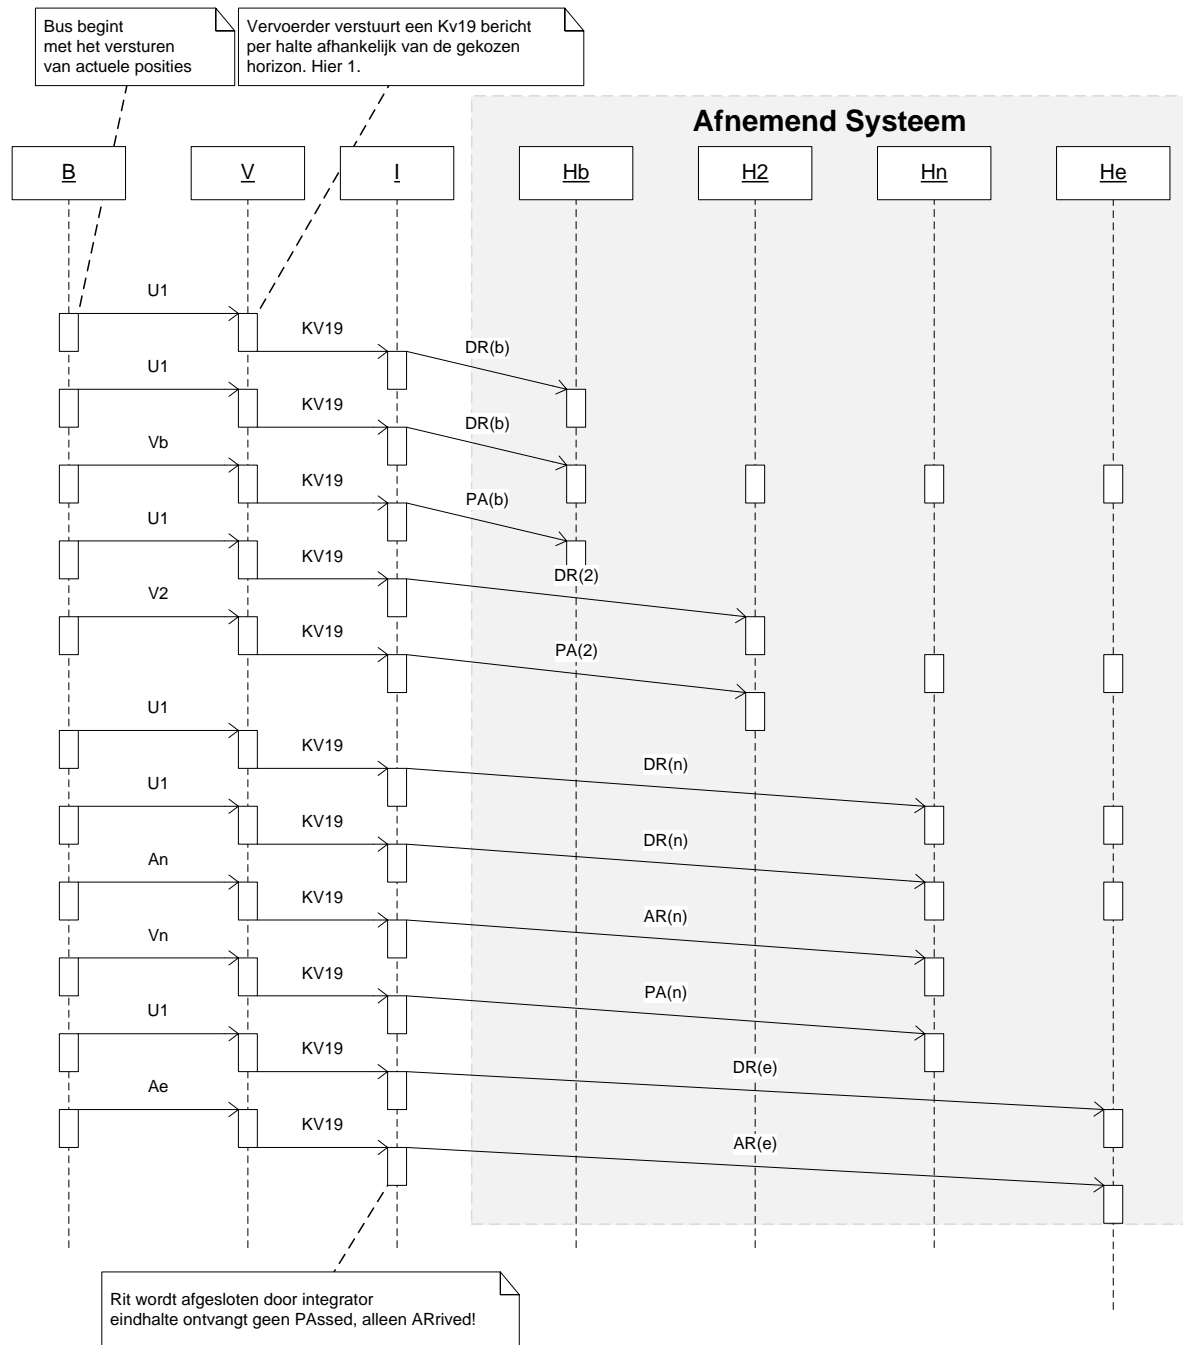 Bus begint
met het versturen
van actuele posities
Vervoerder verstuurt een Kv19 bericht
per halte afhankelijk van de gekozen
horizon. Hier 1.
Afnemend Systeem
B
V
I
Hb
H2
Hn
He
U1
KV19
DR(b)
U1
KV19
DR(b)
Vb
KV19
PA(b)
U1
KV19
DR(2)
V2
KV19
PA(2)
U1
KV19
DR(n)
U1
KV19
DR(n)
An
KV19
AR(n)
Vn
KV19
PA(n)
U1
KV19
DR(e)
Ae
KV19
AR(e)
Rit wordt afgesloten door integrator
eindhalte ontvangt geen PAssed, alleen ARrived!